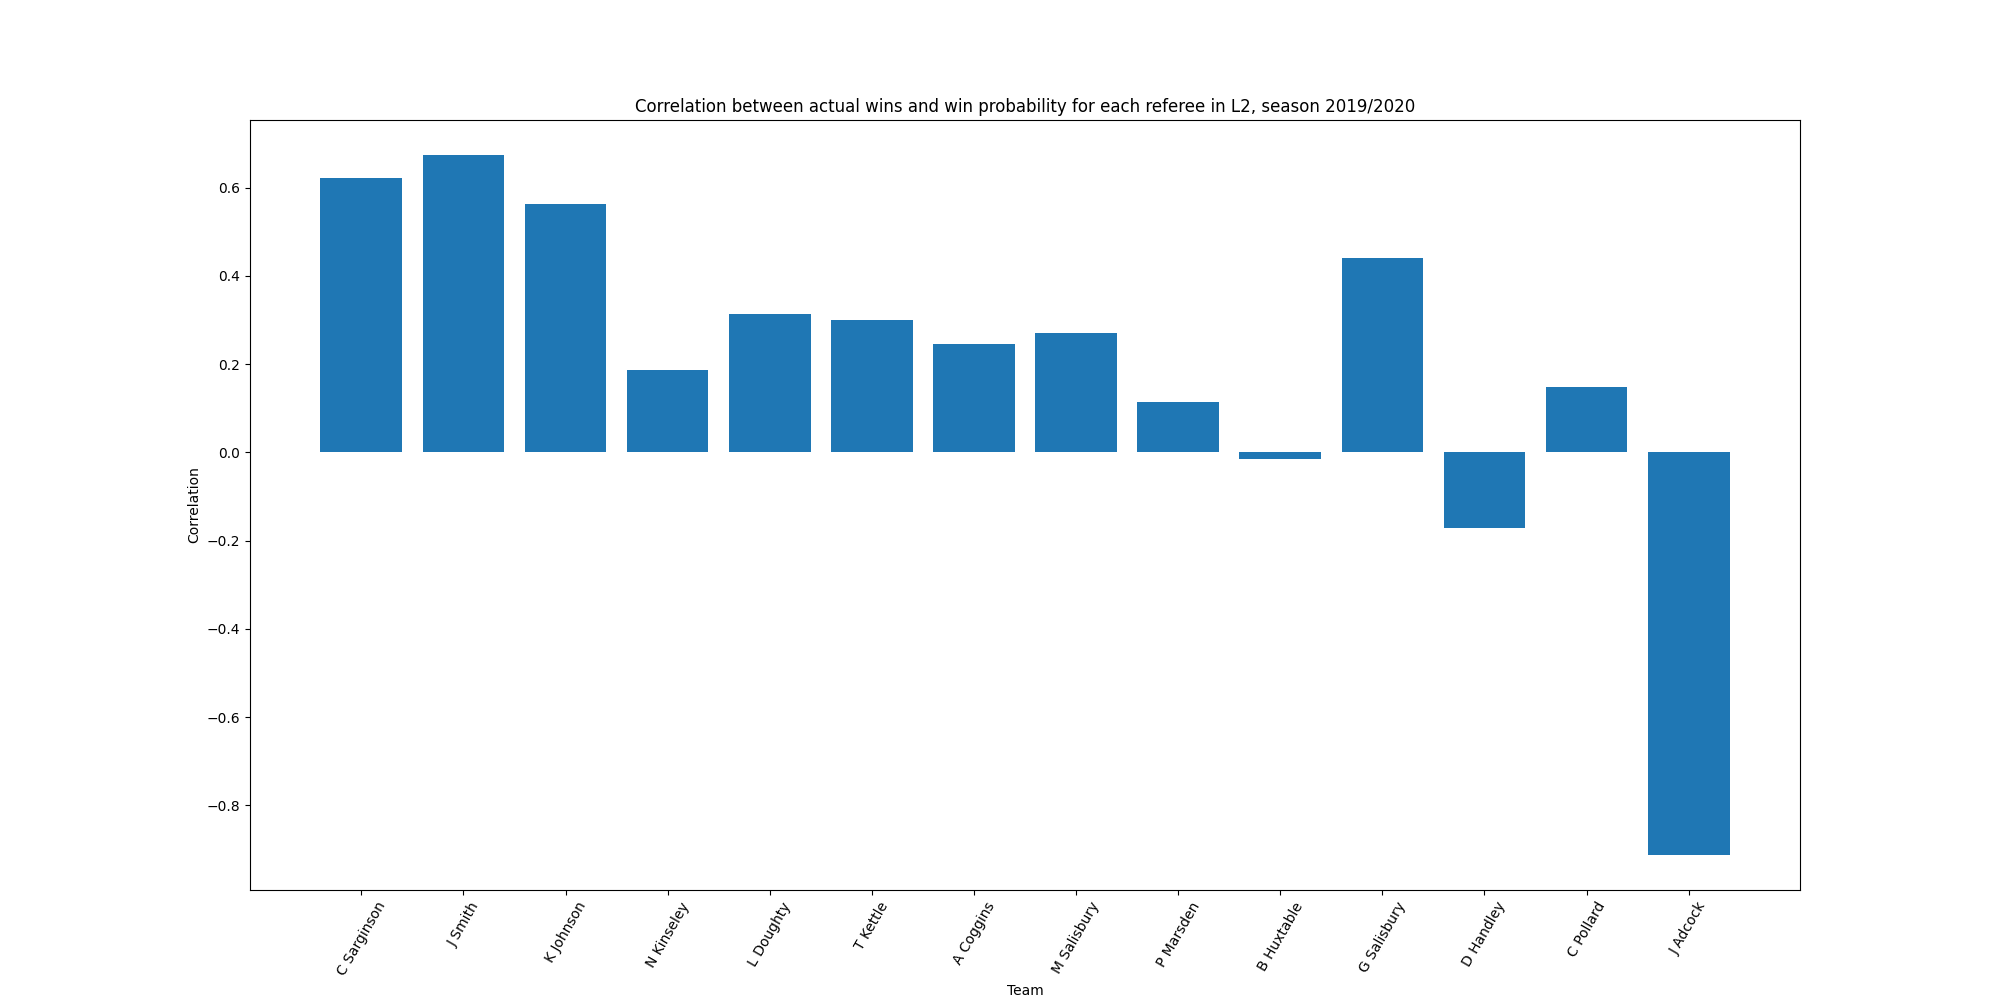 Correlation between actual wins and win probability for each referee in L2, season 2019/2020
Correlation
0.6
0.4
0.2
0.0
−0.2
−0.4
−0.6
−0.8
C Sarginson
J Smith
K Johnson
N Kinseley
L Doughty
T Kettle
A Coggins
M Salisbury
P Marsden
B Huxtable
G Salisbury
D Handley
C Pollard
J Adcock
Team